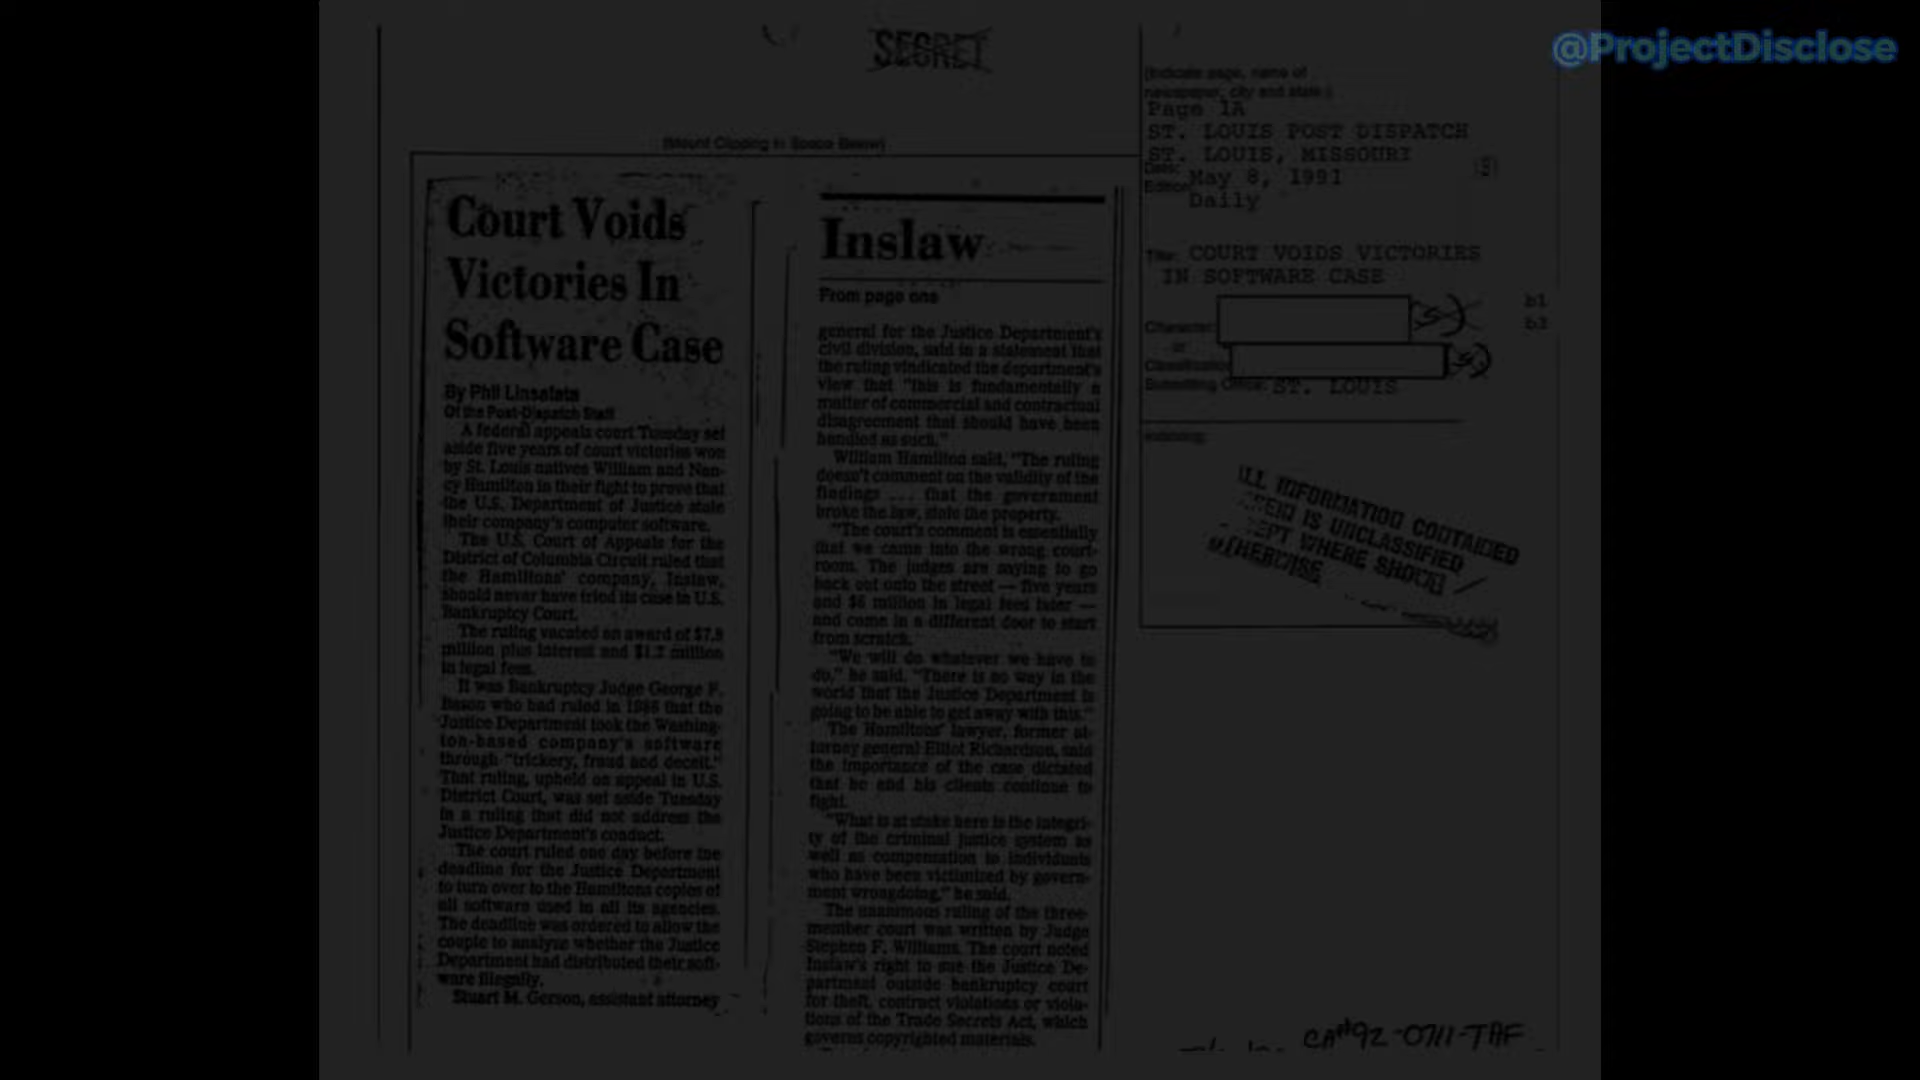 @ProjectDisclose
SECRET
(Mount Clipping in Space Below)
Court Voids
Victories In
Software Case
By Phil Linsalata
Of the Post-Dispatch Staff
A federal appeals court Tuesday set
aside five years of court victories won
by St. Louis natives William and Nan-
cy Hamilton in their fight to prove that
the U.S. Department of Justice stole
their company's computer software.
The U.S. Court of Appeals for the
District of Columbia Circuit ruled that
the Hamiltons' company, Inslaw,
should never have tried its case in U.S.
Bankruptcy Court.
The ruling vacated an award of $7.8
million plus interest and $1.2 million
in legal fees.
It was Bankruptcy Judge George F.
Bason who had ruled in 1986 that the
Justice Department took the Washing-
ton-based company's software
through "trickery, fraud and deceit."
That ruling, upheld on appeal in U.S.
District Court, was set aside Tuesday
in a ruling that did not address the
Justice Department's conduct.
The court ruled one day before the
deadline for the Justice Department
to turn over to the Hamiltons copies of
all software used in all its agencies.
The deadline was ordered to allow the
couple to analyze whether the Justice
Department had distributed their soft-
ware illegally.
Stuart M. Gerson, assistant attorney
Inslaw
From page one
general for the Justice Department's
civil division, said in a statement that
the ruling vindicated the department's
view that "this is fundamentally a
matter of commercial and contractual
disagreement that should have been
handled as such."
William Hamilton said, "The ruling
doesn't comment on the validity of the
findings ... that the government
broke the law, stole the property.
"The court's comment is essentially
that we came into the wrong court-
room. The judges are saying to go
back out onto the street — five years
and $6 million in legal fees later —
and come in a different door to start
from scratch.
"We will do whatever we have to
do," he said. "There is no way in the
world that the Justice Department is
going to be able to get away with this."
The Hamiltons' lawyer, former at-
torney general Elliot Richardson, said
the importance of the case dictated
that he and his clients continue to
fight.
"What is at stake here is the integri-
ty of the criminal justice system as
well as compensation to individuals
who have been victimized by govern-
ment wrongdoing," he said.
The unanimous ruling of the three-
member court was written by Judge
Stephen F. Williams. The court noted
Inslaw's right to sue the Justice De-
partment outside bankruptcy court
for theft, contract violations or viola-
tions of the Trade Secrets Act, which
governs copyrighted materials.
(Indicate page, name of
newspaper, city and state.)
Page 1A
ST. LOUIS POST DISPATCH
ST. LOUIS, MISSOURI
Date: May 8, 1991
Edition: Daily
Title: COURT VOIDS VICTORIES
IN SOFTWARE CASE
b1
b3
Character:
or
Classification:
Submitting Office: ST. LOUIS
Indexing:
ALL INFORMATION CONTAINED
HEREIN IS UNCLASSIFIED
EXCEPT WHERE SHOWN
OTHERWISE
CA#92-0711-TAF